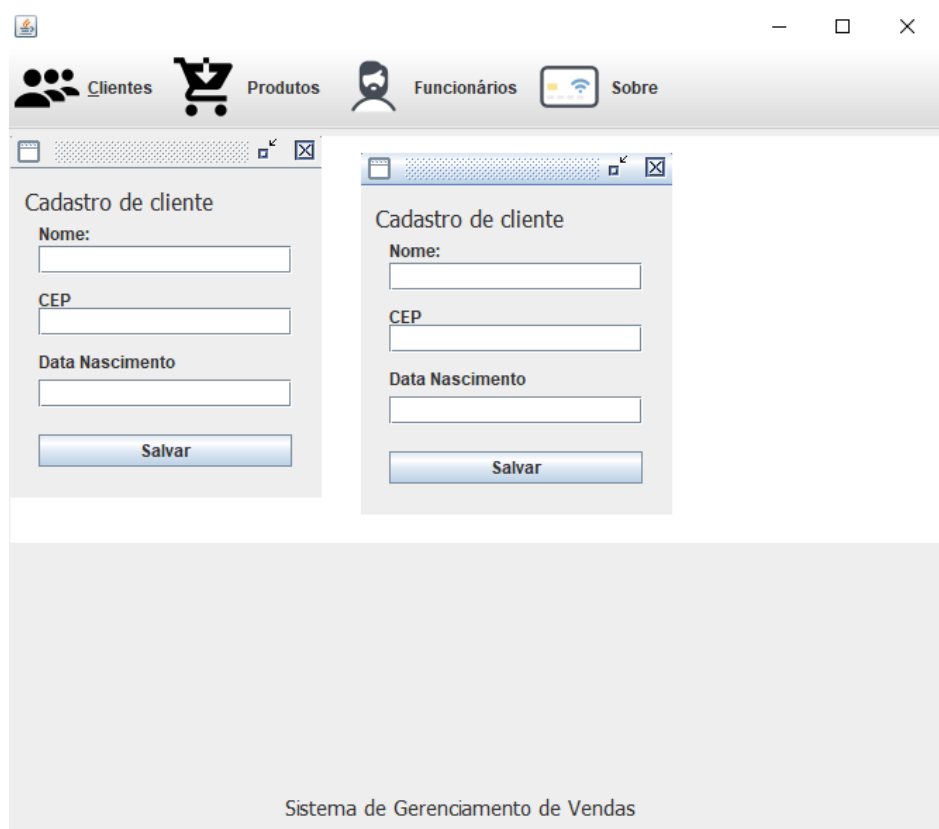 Clientes Produtos Funcionários Sobre
Cadastro de cliente
Nome:
CEP
Data Nascimento
Salvar
Cadastro de cliente
Nome:
CEP
Data Nascimento
Salvar
Sistema de Gerenciamento de Vendas